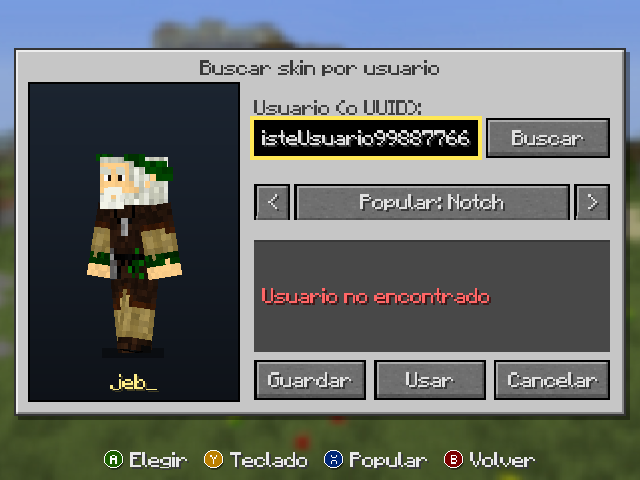 Buscar skin por usuario
Usuario (o UUID):
isteUsuario99887766
Buscar
<
Popular: Notch
>
Usuario no encontrado
jeb_
Guardar
Usar
Cancelar
A Elegir
Y Teclado
X Popular
B Volver